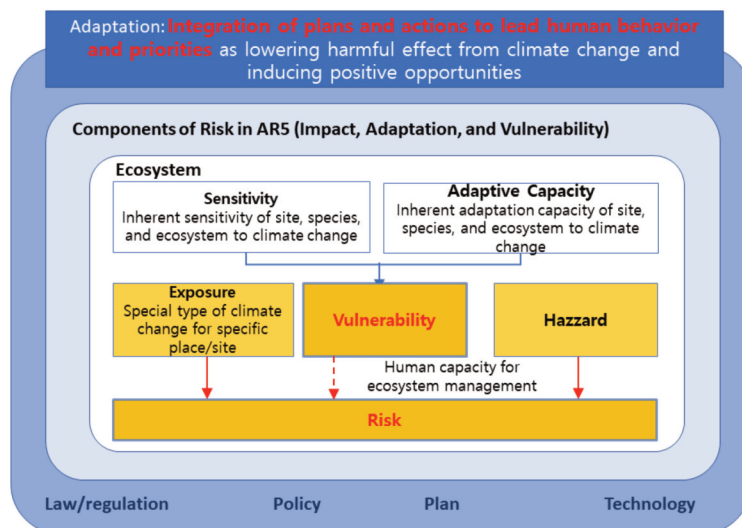 Adaptation: Integration of plans and actions to lead human behavior
and priorities as lowering harmful effect from climate change and
inducing positive opportunities
Components of Risk in AR5 (Impact, Adaptation, and Vulnerability)
Ecosystem
Sensitivity
Inherent sensitivity of site, species,
and ecosystem to climate change
Adaptive Capacity
Inherent adaptation capacity of site,
species, and ecosystem to climate
change
Exposure
Special type of climate
change for specific
place/site
Vulnerability
Hazzard
Human capacity for
ecosystem management
Risk
Law/regulation
Policy
Plan
Technology